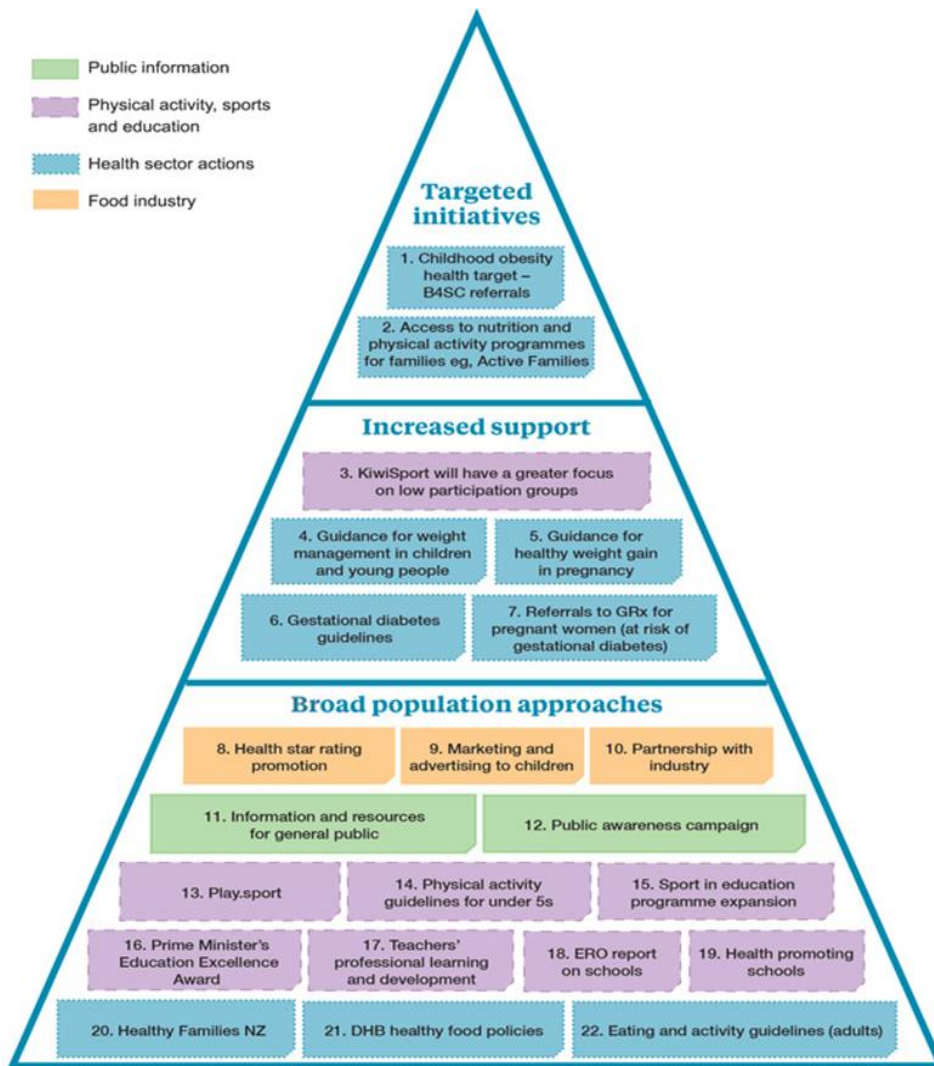 Public information
Physical activity, sports
and education
Health sector actions
Food industry
Targeted
initiatives
1. Childhood obesity
health target –
B4SC referrals
2. Access to nutrition and
physical activity programmes
for families eg, Active Families
Increased support
3. KiwiSport will have a greater focus
on low participation groups
4. Guidance for weight
management in children
and young people
5. Guidance for
healthy weight gain
in pregnancy
6. Gestational diabetes
guidelines
7. Referrals to GRx for
pregnant women (at risk of
gestational diabetes)
Broad population approaches
8. Health star rating
promotion
9. Marketing and
advertising to children
10. Partnership with
industry
11. Information and resources
for general public
12. Public awareness campaign
13. Play.sport
14. Physical activity
guidelines for under 5s
15. Sport in education
programme expansion
16. Prime Minister's
Education Excellence
Award
17. Teachers'
professional learning
and development
18. ERO report
on schools
19. Health promoting
schools
20. Healthy Families NZ
21. DHB healthy food policies
22. Eating and activity guidelines (adults)